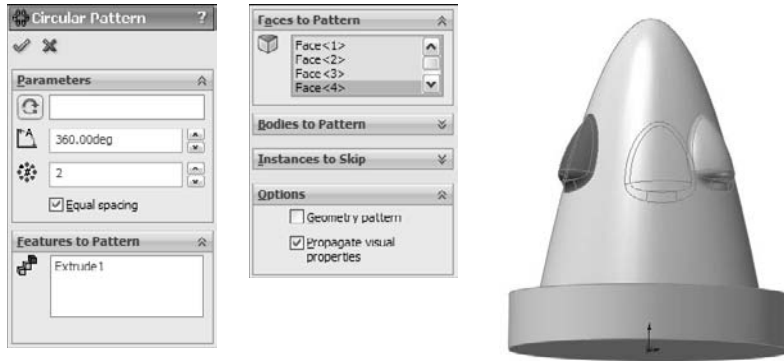 Circular Pattern ?
Parameters
360.00deg
2
Equal spacing
Features to Pattern
Extrude1
Faces to Pattern
Face<1>
Face<2>
Face<3>
Face<4>
Bodies to Pattern
Instances to Skip
Options
Geometry pattern
Propagate visual
properties